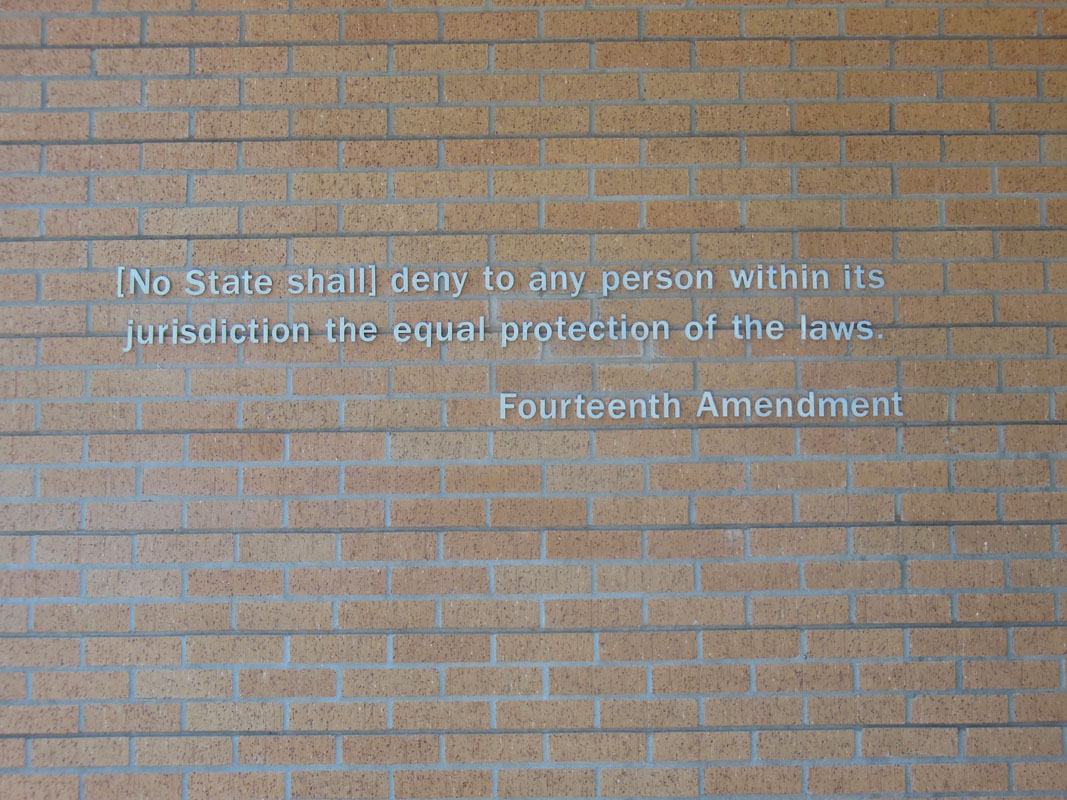 [No State shall] deny to any person within its
jurisdiction the equal protection of the laws.
Fourteenth Amendment